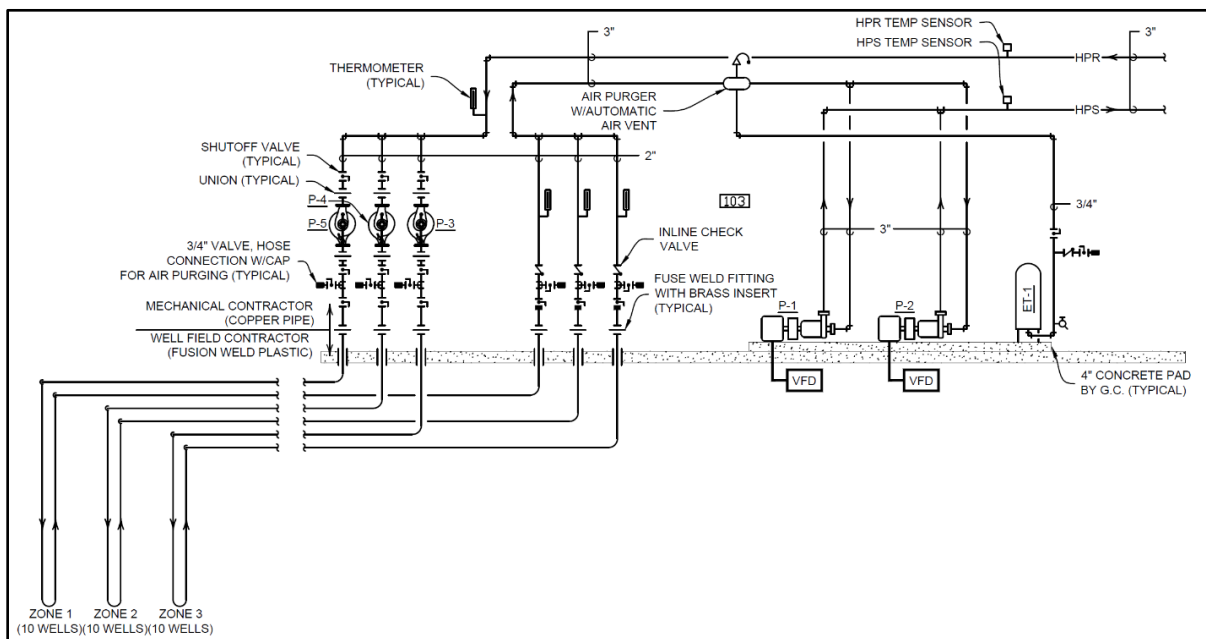 HPR TEMP SENSOR
HPS TEMP SENSOR
3"
3"
HPR
HPS
THERMOMETER
(TYPICAL)
AIR PURGER
W/AUTOMATIC
AIR VENT
SHUTOFF VALVE
(TYPICAL)
2"
UNION (TYPICAL)
P-4
P-5
P-3
103
3/4"
3"
3/4" VALVE, HOSE
CONNECTION W/CAP
FOR AIR PURGING (TYPICAL)
INLINE CHECK
VALVE
FUSE WELD FITTING
WITH BRASS INSERT
(TYPICAL)
MECHANICAL CONTRACTOR
(COPPER PIPE)
WELL FIELD CONTRACTOR
(FUSION WELD PLASTIC)
P-1
P-2
ET-1
VFD
VFD
4" CONCRETE PAD
BY G.C. (TYPICAL)
ZONE 1
(10 WELLS)
ZONE 2
(10 WELLS)
ZONE 3
(10 WELLS)